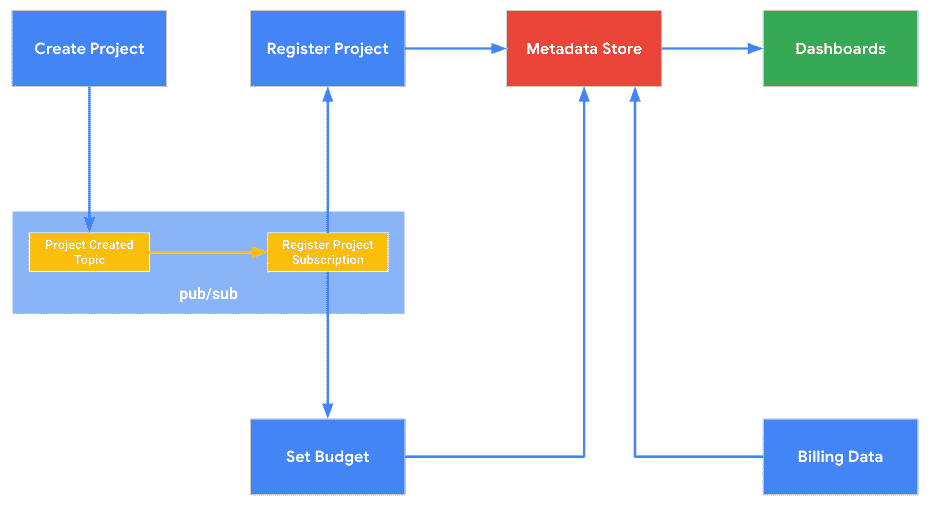 Create Project
Register Project
Metadata Store
Dashboards
Project Created
Topic
Register Project
Subscription
pub/sub
Set Budget
Billing Data